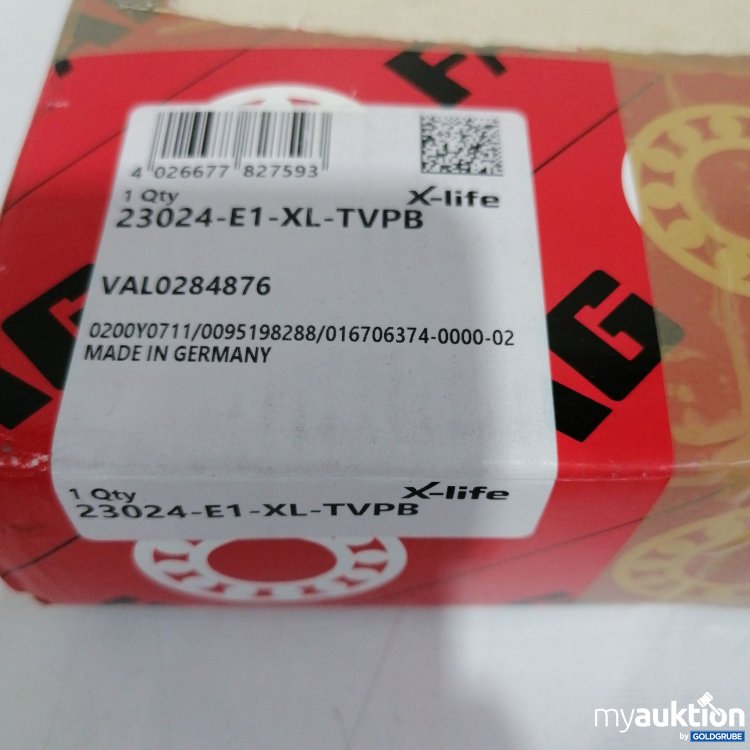 4 026677 827593
1 Qty
X-life
23024-E1-XL-TVPB
VAL0284876
0200Y0711/0095198288/016706374-0000-02
MADE IN GERMANY
1 Qty
X-life
23024-E1-XL-TVPB
myauktion
by GOLDGRUBE